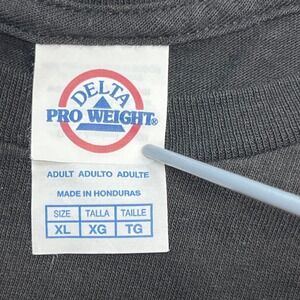 DELTA
PRO WEIGHT®
ADULT ADULTO ADULTE
MADE IN HONDURAS
SIZE TALLA TAILLE
XL XG TG